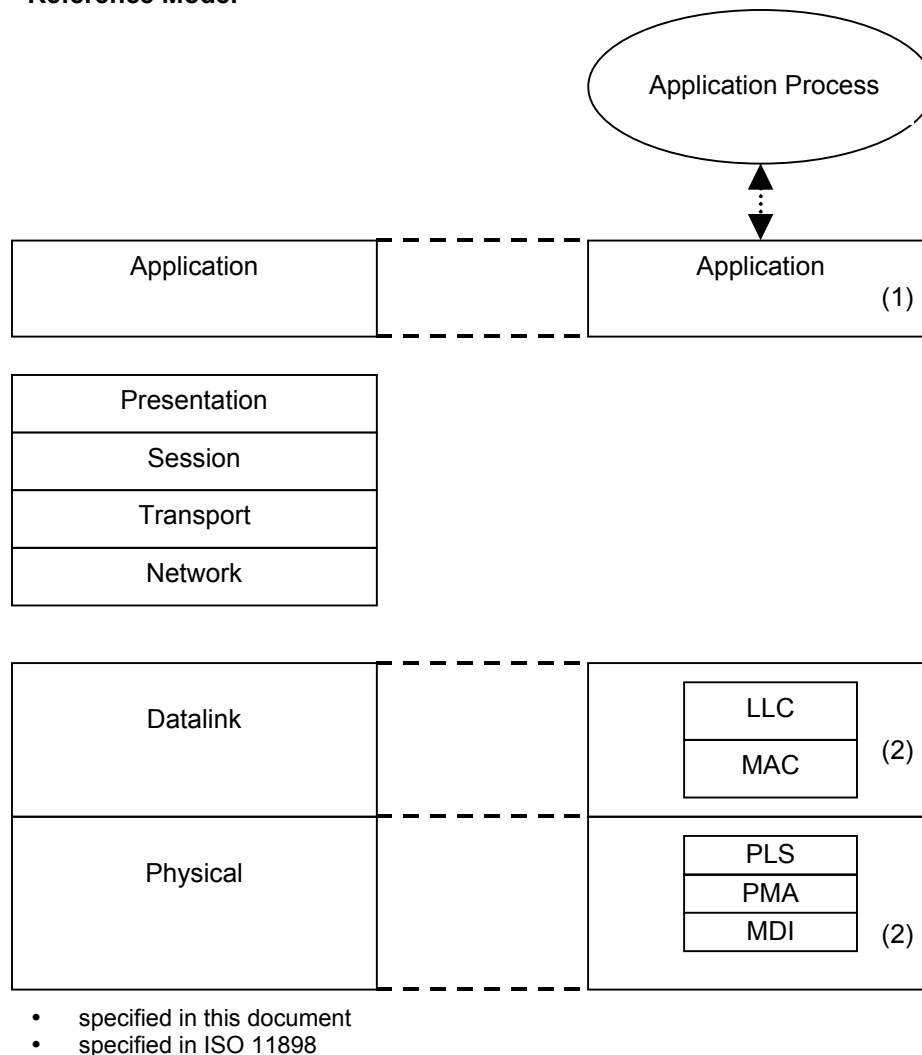 Reference Model
Application Process
Application
Application
(1)
Presentation
Session
Transport
Network
Datalink
LLC
MAC
(2)
Physical
PLS
PMA
MDI
(2)
• specified in this document
• specified in ISO 11898